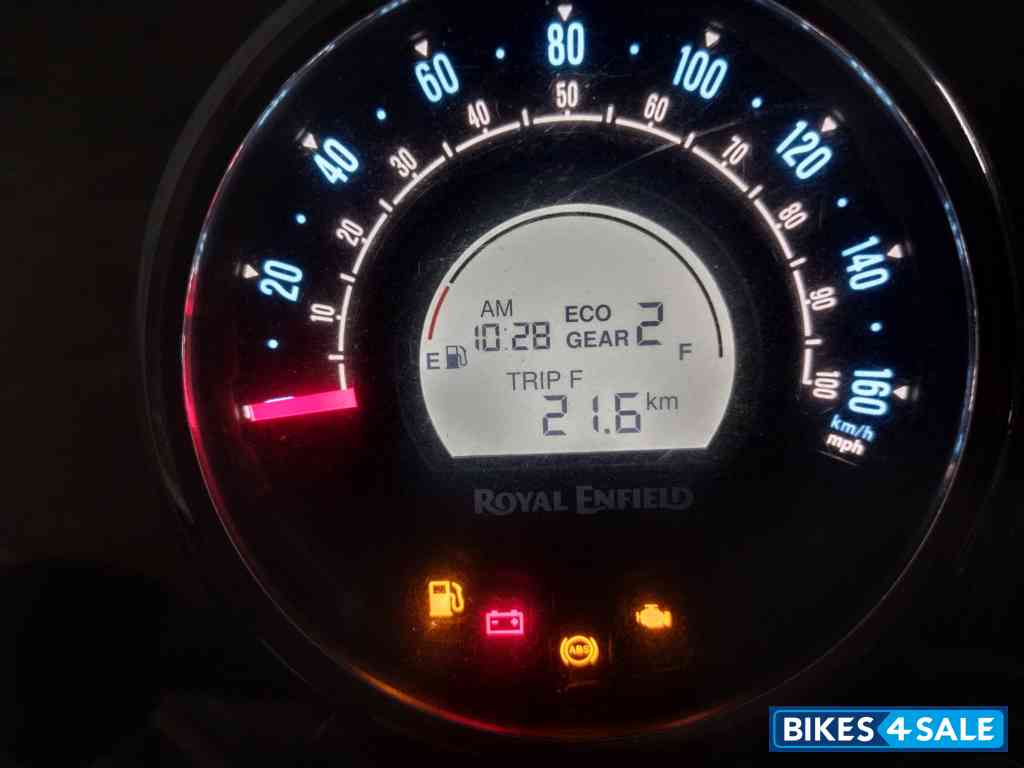 20 40 60 80 100 120 140 160
10 20 30 40 50 60 70 80 90 100
km/h
mph
AM
10:28
ECO
GEAR 2
E F
TRIP F
21.6 km
ROYAL ENFIELD
ABS
BIKES4SALE